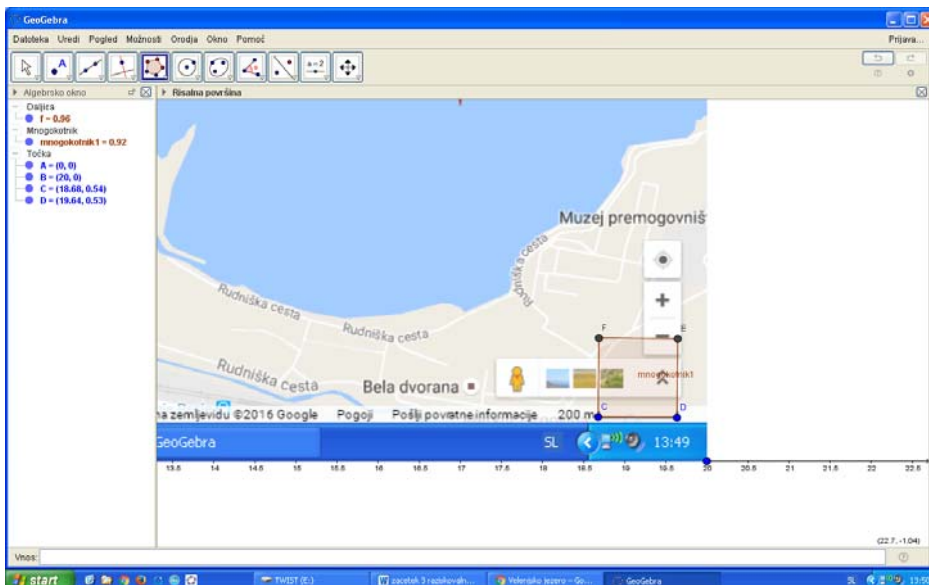 GeoGebra
Datoteka Uredi Pogled Možnosti Orodja Okno Pomoč
Prijava...
A
a=2
Algebrsko okno
Risalna površina
Daljica
f = 0.96
Mnogokotnik
mnogokotnik1 = 0.92
Točka
A = (0, 0)
B = (20, 0)
C = (18.68, 0.54)
D = (19.64, 0.53)
Muzej premogovniš
Rudniška cesta
Rudniška cesta
Rudniška cesta
Rudniška cesta
F
E
mnogokotnik1
Bela dvorana
C
D
na zemljevidu ©2016 Google Pogoji Pošlji povratne informacije 200 m
GeoGebra
SL
13:49
13.5 14 14.5 15 15.5 16 16.5 17 17.5 18 18.5 19 19.5 20 20.5 21 21.5 22 22.5
(22.7, -1.04)
Vnos:
start
TWIST (E:)
Velenjsko jezero – Go...
GeoGebra
SL
13:50